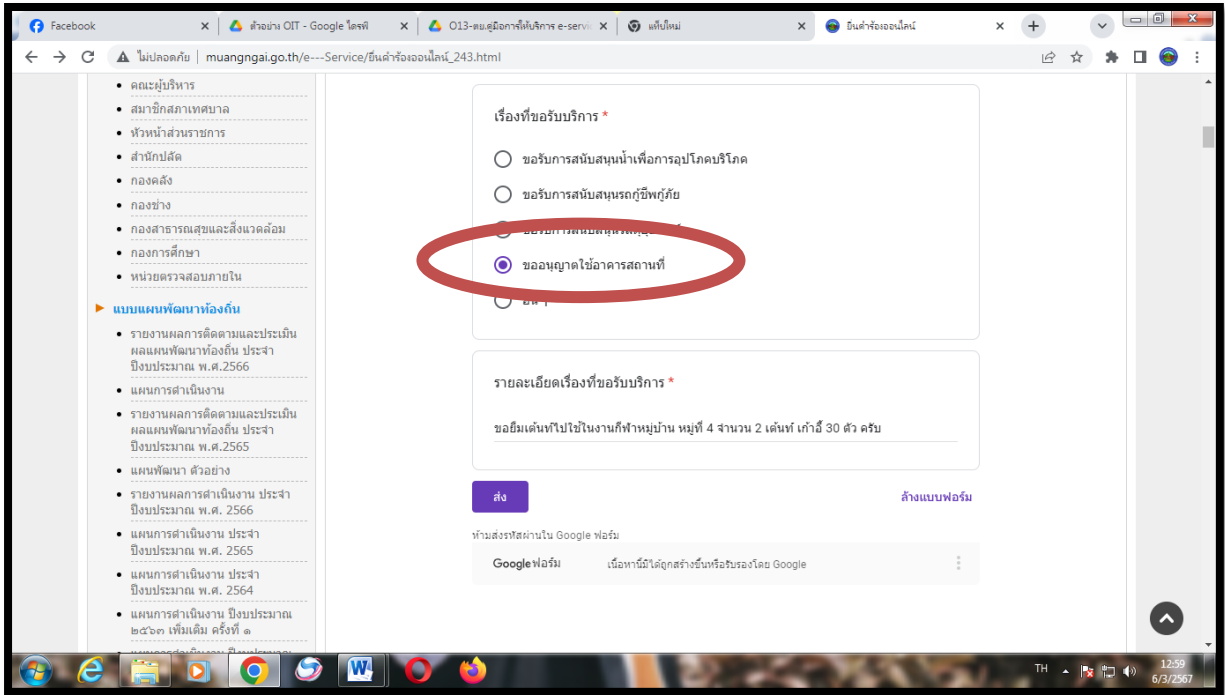 Facebook
ตัวอย่าง OIT - Google ไดรฟ์
O13-ตย.คู่มือการให้บริการ e-servic
แท็บใหม่
ยื่นคำร้องออนไลน์
ไม่ปลอดภัย | muangngai.go.th/e---Service/ยื่นคำร้องออนไลน์_243.html
คณะผู้บริหาร
สมาชิกสภาเทศบาล
หัวหน้าส่วนราชการ
สำนักปลัด
กองคลัง
กองช่าง
กองสาธารณสุขและสิ่งแวดล้อม
กองการศึกษา
หน่วยตรวจสอบภายใน
แบบแผนพัฒนาท้องถิ่น
รายงานผลการติดตามและประเมิน
ผลแผนพัฒนาท้องถิ่น ประจำ
ปีงบประมาณ พ.ศ.2566
แผนการดำเนินงาน
รายงานผลการติดตามและประเมิน
ผลแผนพัฒนาท้องถิ่น ประจำ
ปีงบประมาณ พ.ศ.2565
แผนพัฒนา ตัวอย่าง
รายงานผลการดำเนินงาน ประจำ
ปีงบประมาณ พ.ศ. 2566
แผนการดำเนินงาน ประจำ
ปีงบประมาณ พ.ศ. 2565
แผนการดำเนินงาน ประจำ
ปีงบประมาณ พ.ศ. 2564
แผนการดำเนินงาน ปีงบประมาณ
๒๕๖๓ เพิ่มเติม ครั้งที่ ๑
เรื่องที่ขอรับบริการ *
ขอรับการสนับสนุนน้ำเพื่อการอุปโภคบริโภค
ขอรับการสนับสนุนรถกู้ชีพกู้ภัย
ขออนุญาตใช้อาคารสถานที่
รายละเอียดเรื่องที่ขอรับบริการ *
ขอยืมเต้นท์ไปใช้ในงานกีฬาหมู่บ้าน หมู่ที่ 4 จำนวน 2 เต้นท์ เก้าอี้ 30 ตัว ครับ
ส่ง
ล้างแบบฟอร์ม
ห้ามส่งรหัสผ่านใน Google ฟอร์ม
Google ฟอร์ม
เนื้อหานี้มิได้ถูกสร้างขึ้นหรือรับรองโดย Google
TH
12:59
6/3/2567